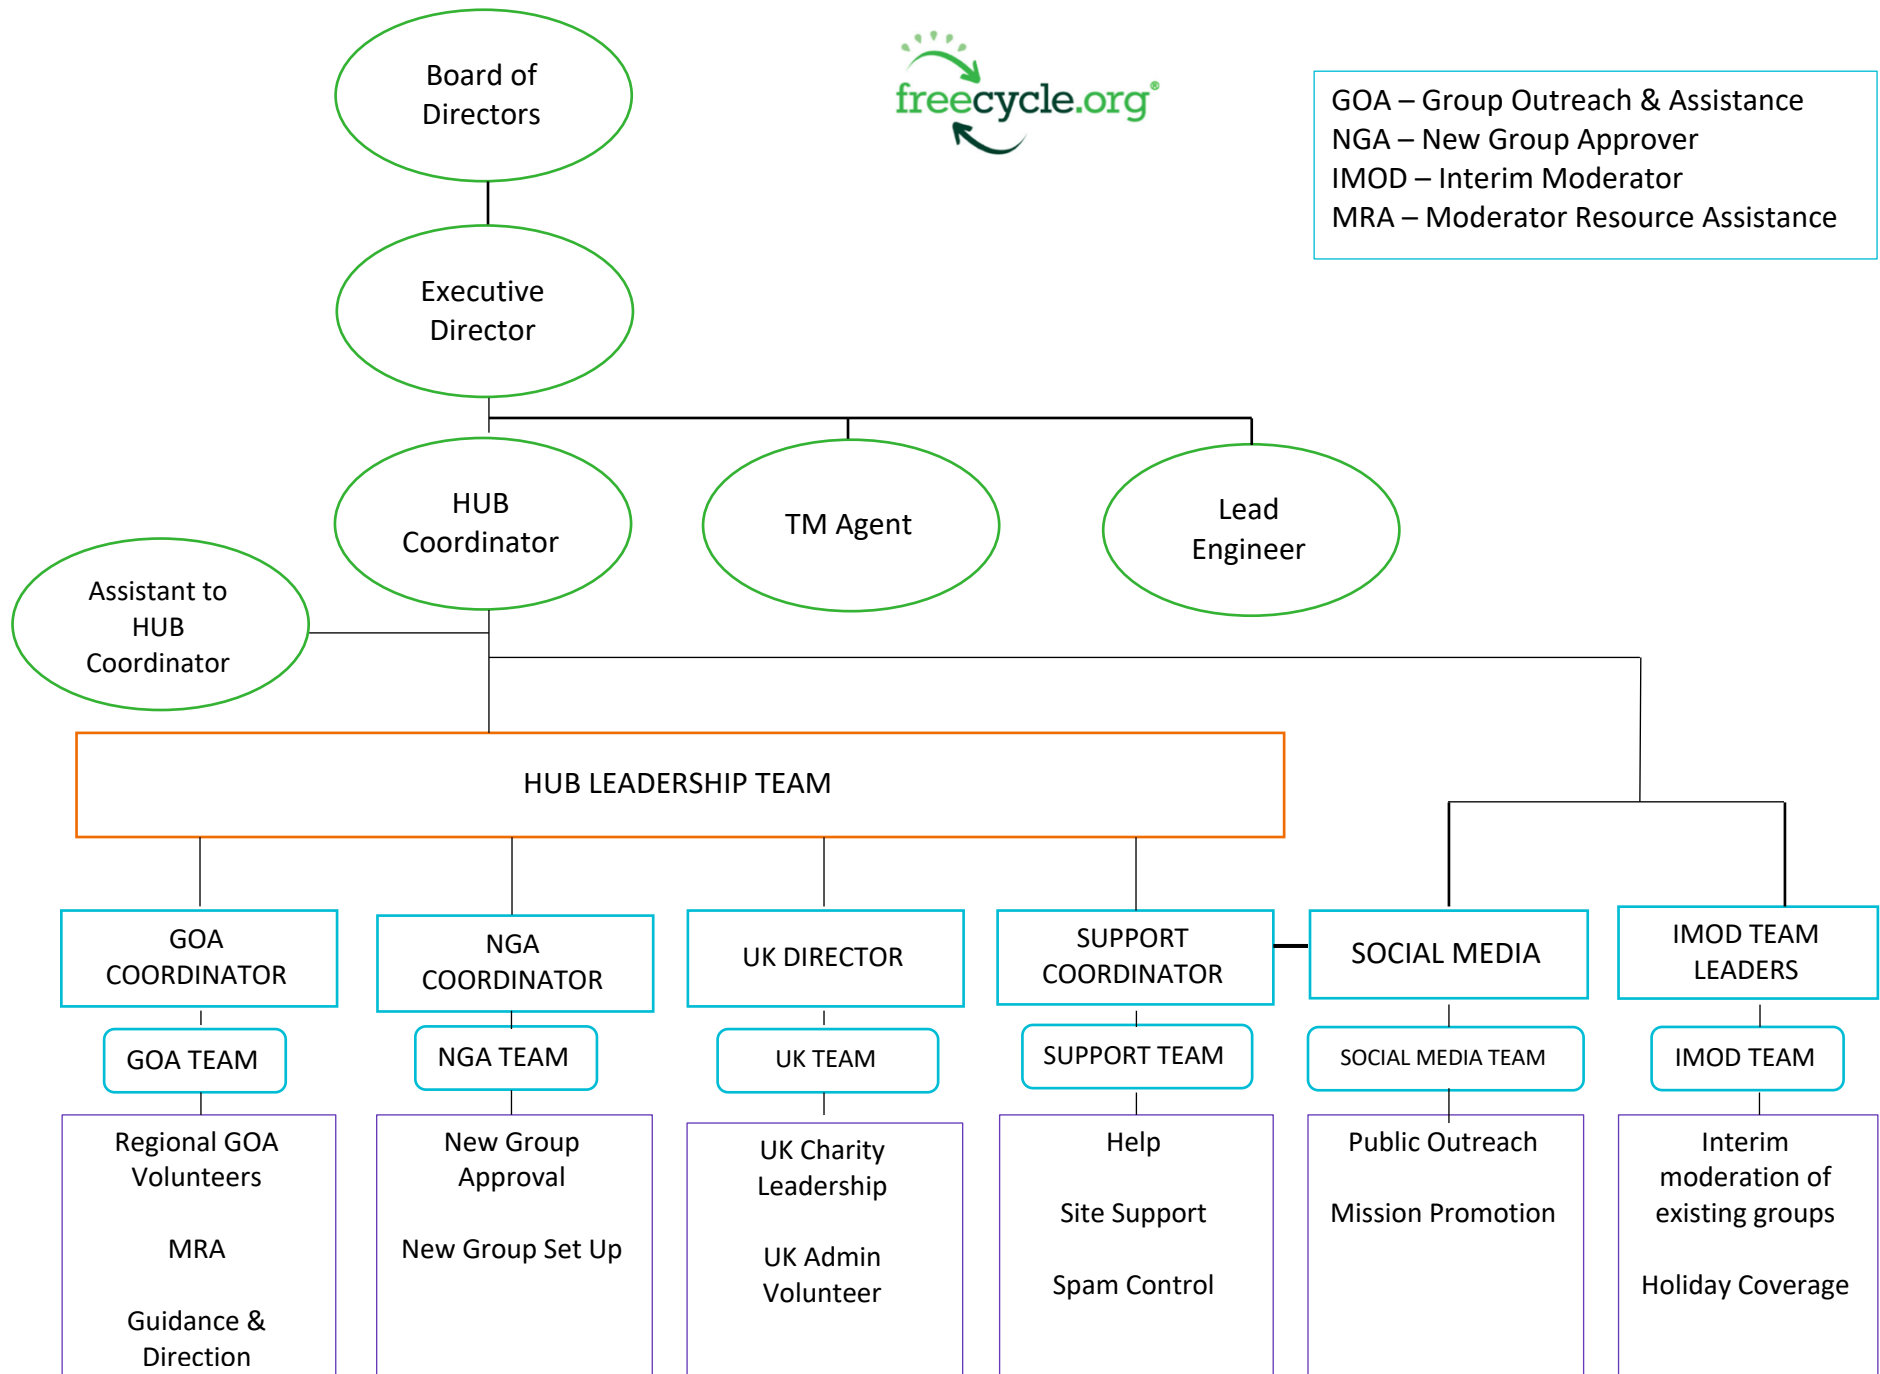 Board of
Directors
freecycle.org®
GOA – Group Outreach & Assistance
NGA – New Group Approver
IMOD – Interim Moderator
MRA – Moderator Resource Assistance
Executive
Director
HUB
Coordinator
TM Agent
Lead
Engineer
Assistant to
HUB
Coordinator
HUB LEADERSHIP TEAM
GOA
COORDINATOR
NGA
COORDINATOR
UK DIRECTOR
SUPPORT
COORDINATOR
SOCIAL MEDIA
IMOD TEAM
LEADERS
GOA TEAM
NGA TEAM
UK TEAM
SUPPORT TEAM
SOCIAL MEDIA TEAM
IMOD TEAM
Regional GOA
Volunteers
MRA
Guidance &
Direction
New Group
Approval
New Group Set Up
UK Charity
Leadership
UK Admin
Volunteer
Help
Site Support
Spam Control
Public Outreach
Mission Promotion
Interim
moderation of
existing groups
Holiday Coverage